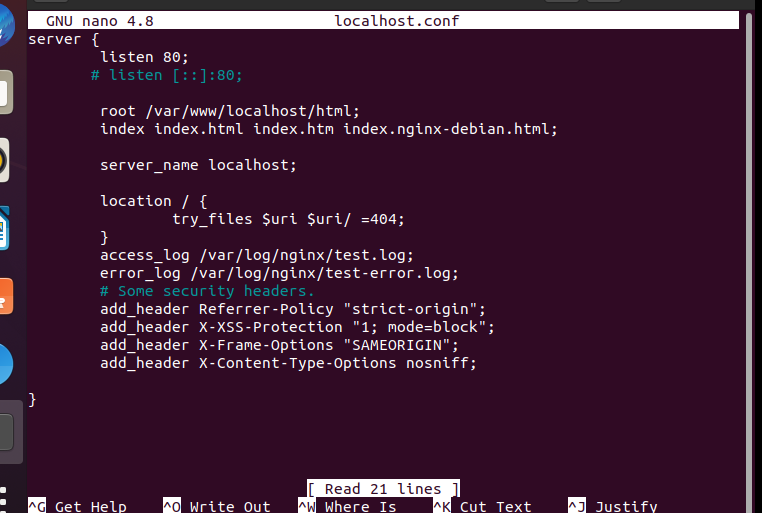 GNU nano 4.8 localhost.conf
server {
listen 80;
# listen [::]:80;
root /var/www/localhost/html;
index index.html index.htm index.nginx-debian.html;
server_name localhost;
location / {
try_files $uri $uri/ =404;
}
access_log /var/log/nginx/test.log;
error_log /var/log/nginx/test-error.log;
# Some security headers.
add_header Referrer-Policy "strict-origin";
add_header X-XSS-Protection "1; mode=block";
add_header X-Frame-Options "SAMEORIGIN";
add_header X-Content-Type-Options nosniff;
}
[ Read 21 lines ]
^G Get Help ^O Write Out ^W Where Is ^K Cut Text ^J Justify